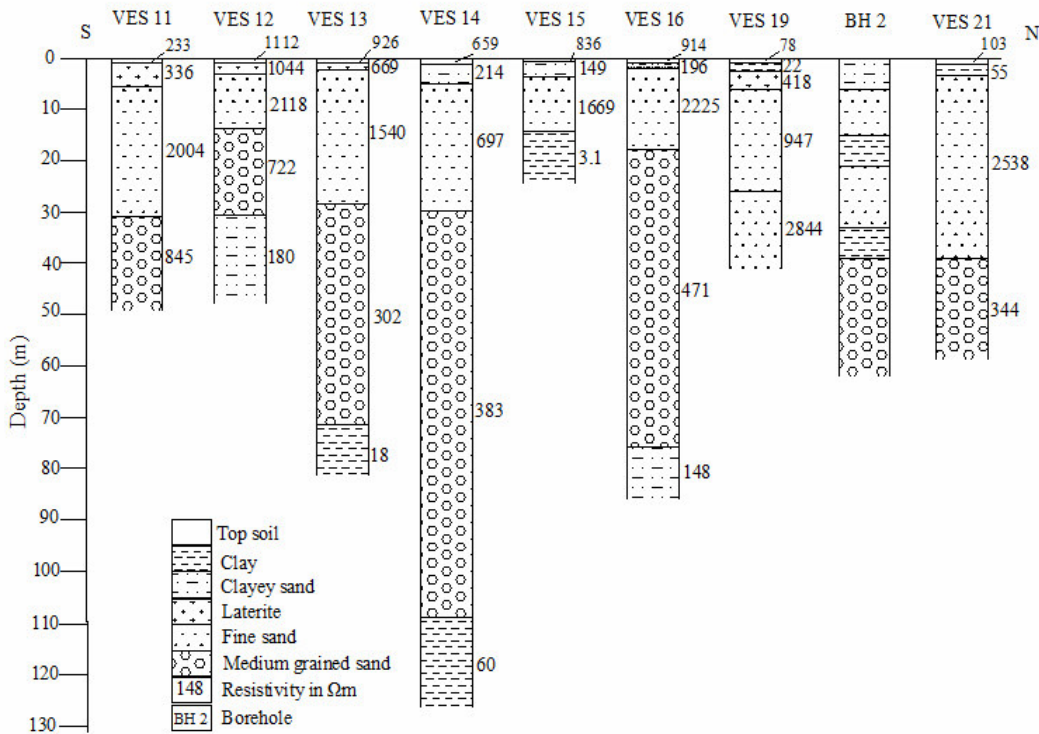 S VES 11 VES 12 VES 13 VES 14 VES 15 VES 16 VES 19 BH 2 VES 21 N
233 1112 926 659 836 914 78 103
0 336 1044 669 214 149 196 22 55
418
10 2118 1669 2225
20 2004 722 1540 697 3.1 947 2538
30 2844
40 845 180
50 302 471 344
60
70 383
80 18 148
90
100
110
120 60
130
Depth (m)
Top soil
Clay
Clayey sand
Laterite
Fine sand
Medium grained sand
148 Resistivity in Ωm
BH 2 Borehole